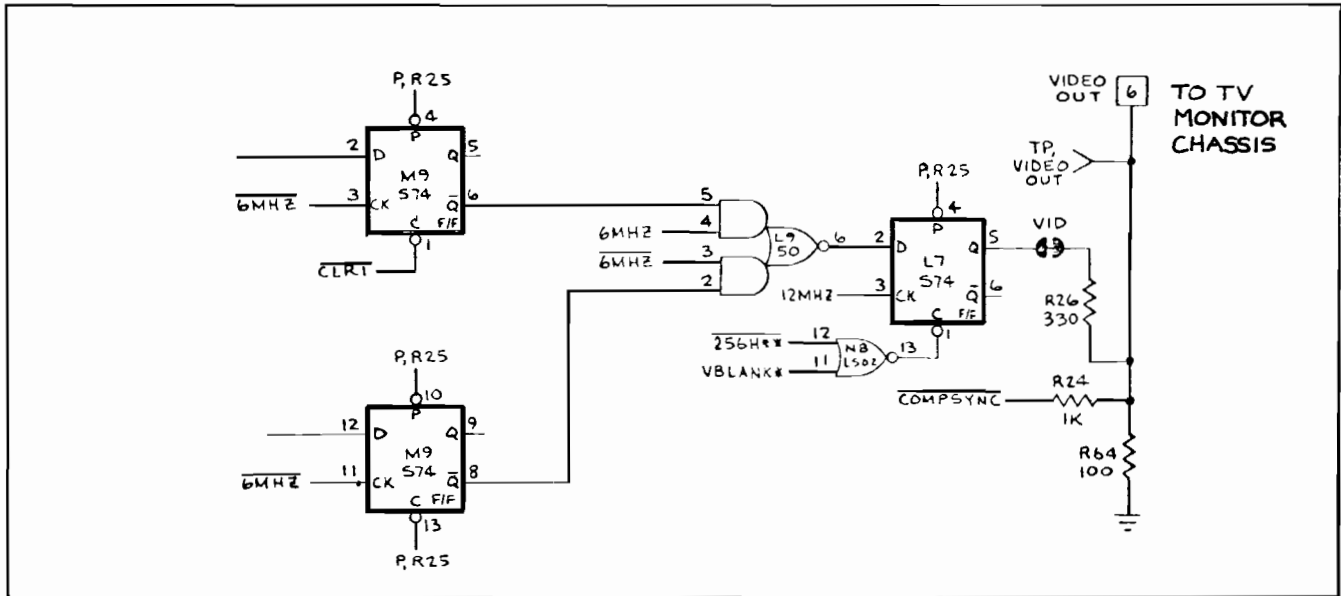 P,R25
4
P
2
D
Q
5
M9
S74
6MHZ
3
CK
Q
6
C
F/F
1
CLR1
P,R25
10
P
12
D
Q
9
M9
S74
6MHZ
11
CK
Q
8
C
F/F
13
P,R25
5
6MHZ
4
6MHZ
3
2
L9
50
6
P,R25
4
P
2
D
Q
5
L7
S74
12MHZ
3
CK
Q
6
C
F/F
1
256H**
12
VBLANK*
11
N8
LS02
13
VID
R26
330
VIDEO
OUT
6
TO TV
MONITOR
CHASSIS
TP,
VIDEO
OUT
COMPSYNC
R24
1K
R64
100